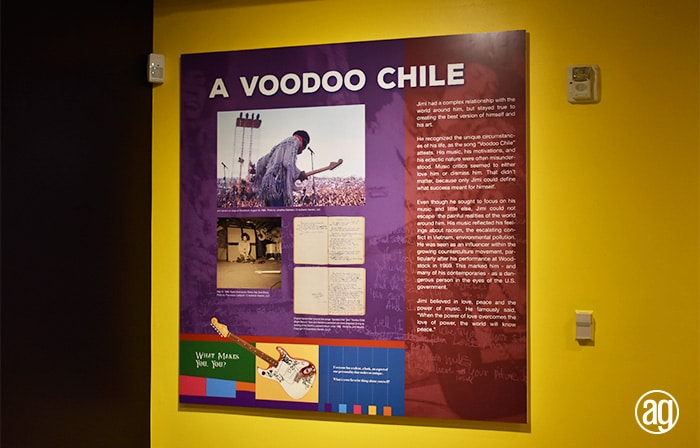 A VOODOO CHILE
Jimi had a complex relationship with the
world around him, but stayed true to
creating the best version of himself and
his art.
He recognized the unique circumstanc-
es of his life, as the song "Voodoo Chile"
attests. His music, his motivations, and
his eclectic nature were often misunder-
stood. Music critics seemed to either
love him or dismiss him. That didn't
matter, because only Jimi could define
what success meant for himself.
Even though he sought to focus on his
music and little else, Jimi could not
escape the painful realities of the world
around him. His music reflected his feel-
ings about racism, the escalating con-
flict in Vietnam, environmental pollution.
He was seen as an influencer within the
growing counterculture movement, par-
ticularly after his performance at Wood-
stock in 1969. This marked him - and
many of his contemporaries - as a dan-
gerous person in the eyes of the U.S.
government.
Jimi believed in love, peace and the
power of music. He famously said,
"When the power of love overcomes the
love of power, the world will know
peace."
WHAT MAKES
YOU, YOU?
ag